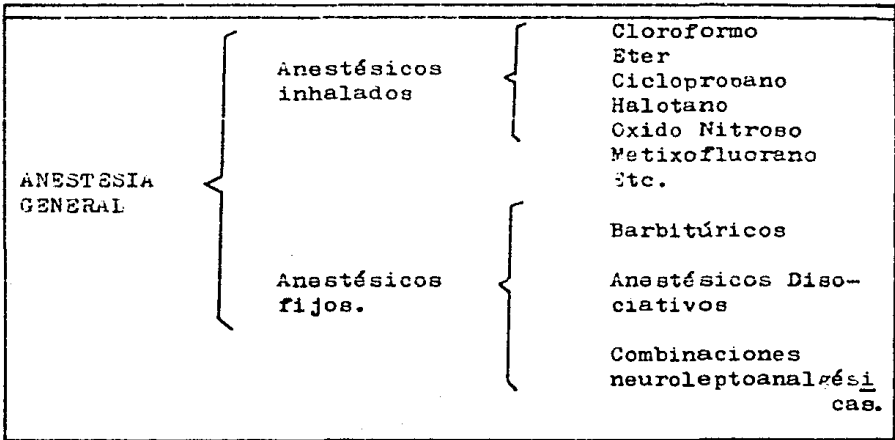 ANESTESIA
GENERAL
Anestésicos
inhalados
Cloroformo
Eter
Ciclopropano
Halotano
Oxido Nitroso
Metixofluorano
Etc.
Anestésicos
fijos.
Barbitúricos
Anestésicos Diso-
ciativos
Combinaciones
neuroleptoanalgési
cas.